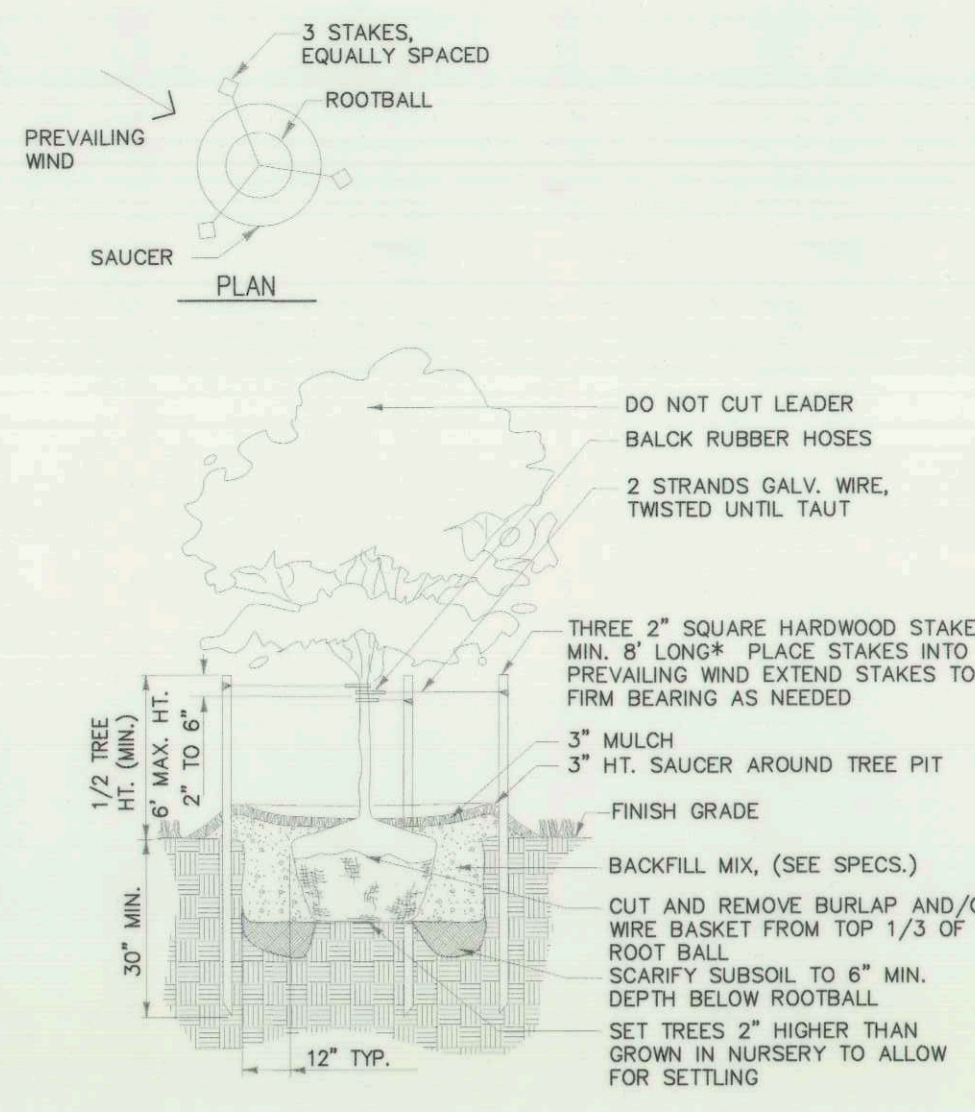 3 STAKES,
EQUALLY SPACED
ROOTBALL
PREVAILING
WIND
SAUCER
PLAN
DO NOT CUT LEADER
BALCK RUBBER HOSES
2 STRANDS GALV. WIRE,
TWISTED UNTIL TAUT
THREE 2" SQUARE HARDWOOD STAKE
MIN. 8' LONG* PLACE STAKES INTO
PREVAILING WIND EXTEND STAKES TO
FIRM BEARING AS NEEDED
1/2 TREE
HT. (MIN.)
6' MAX. HT.
2" TO 6"
3" MULCH
3" HT. SAUCER AROUND TREE PIT
FINISH GRADE
BACKFILL MIX, (SEE SPECS.)
30" MIN.
CUT AND REMOVE BURLAP AND/O
WIRE BASKET FROM TOP 1/3 OF
ROOT BALL
SCARIFY SUBSOIL TO 6" MIN.
DEPTH BELOW ROOTBALL
SET TREES 2" HIGHER THAN
GROWN IN NURSERY TO ALLOW
FOR SETTLING
12" TYP.